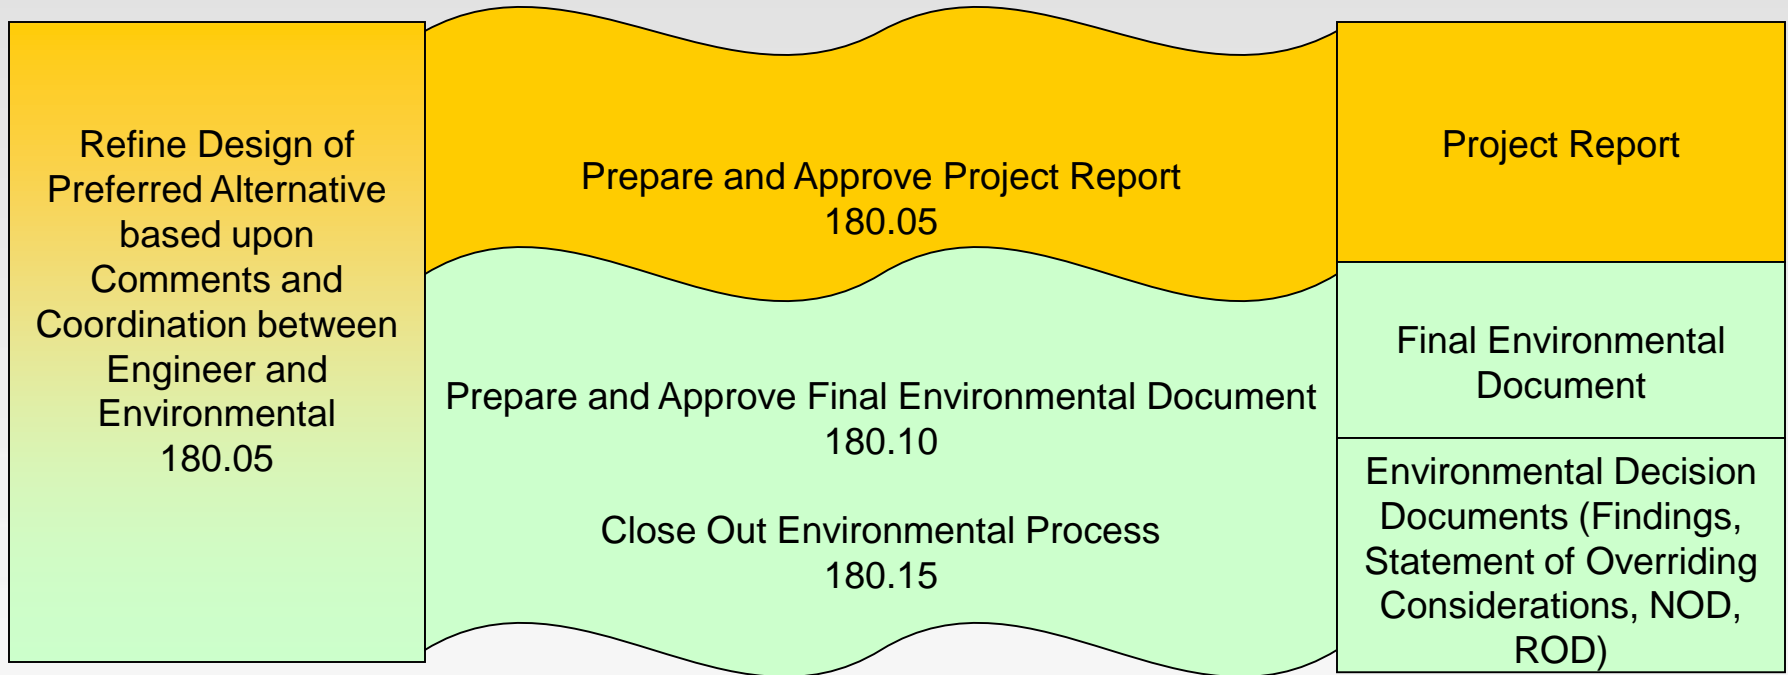 Refine Design of
Preferred Alternative
based upon
Comments and
Coordination between
Engineer and
Environmental
180.05
Prepare and Approve Project Report
180.05
Prepare and Approve Final Environmental Document
180.10
Close Out Environmental Process
180.15
Project Report
Final Environmental
Document
Environmental Decision
Documents (Findings,
Statement of Overriding
Considerations, NOD,
ROD)